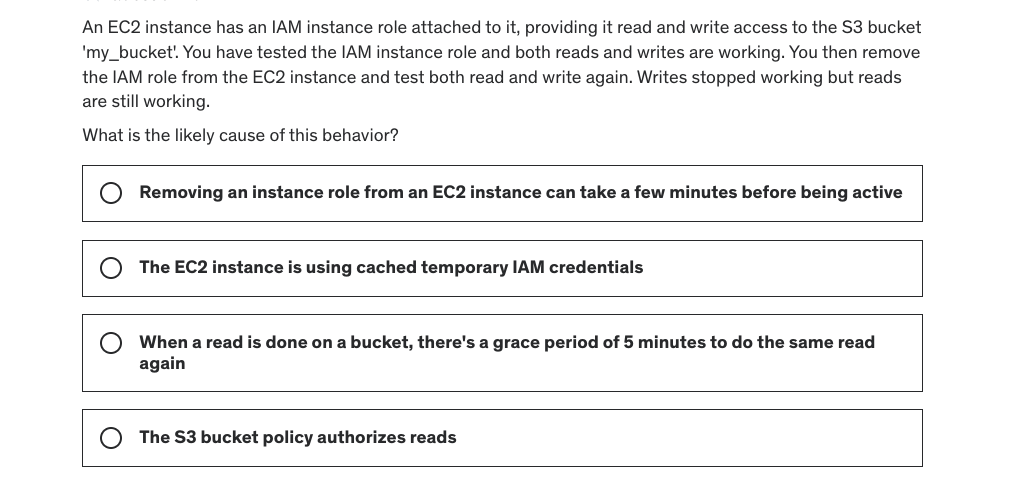 An EC2 instance has an IAM instance role attached to it, providing it read and write access to the S3 bucket
'my_bucket'. You have tested the IAM instance role and both reads and writes are working. You then remove
the IAM role from the EC2 instance and test both read and write again. Writes stopped working but reads
are still working.
What is the likely cause of this behavior?
Removing an instance role from an EC2 instance can take a few minutes before being active
The EC2 instance is using cached temporary IAM credentials
When a read is done on a bucket, there's a grace period of 5 minutes to do the same read
again
The S3 bucket policy authorizes reads